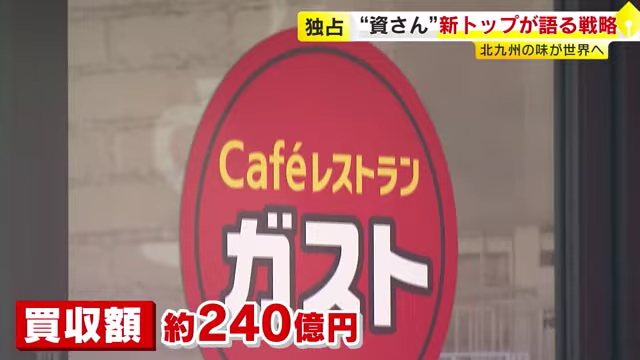 独占 “資さん”新トップが語る戦略
北九州の味が世界へ
Caféレストラン
ガスト
買収額 約240億円